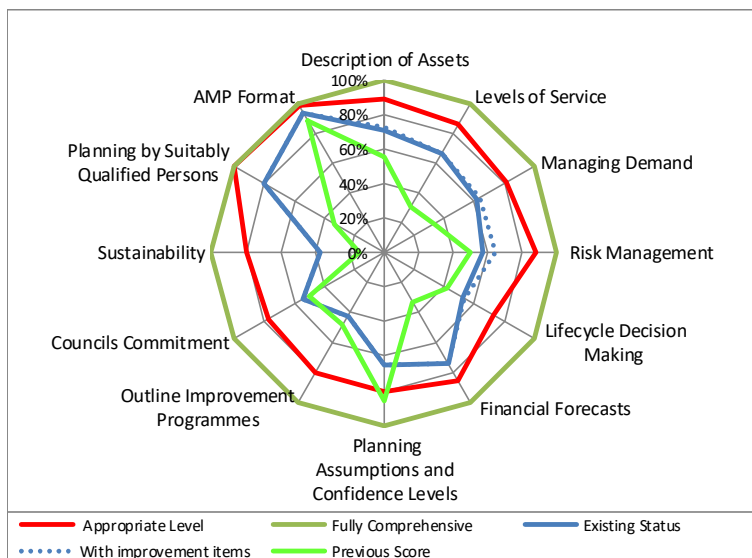 Description of Assets
100%
AMP Format
Levels of Service
80%
Planning by Suitably
Qualified Persons
60%
Managing Demand
40%
20%
Sustainability
0%
Risk Management
Councils Commitment
Lifecycle Decision
Making
Outline Improvement
Programmes
Financial Forecasts
Planning
Assumptions and
Confidence Levels
Appropriate Level
Fully Comprehensive
Existing Status
With improvement items
Previous Score